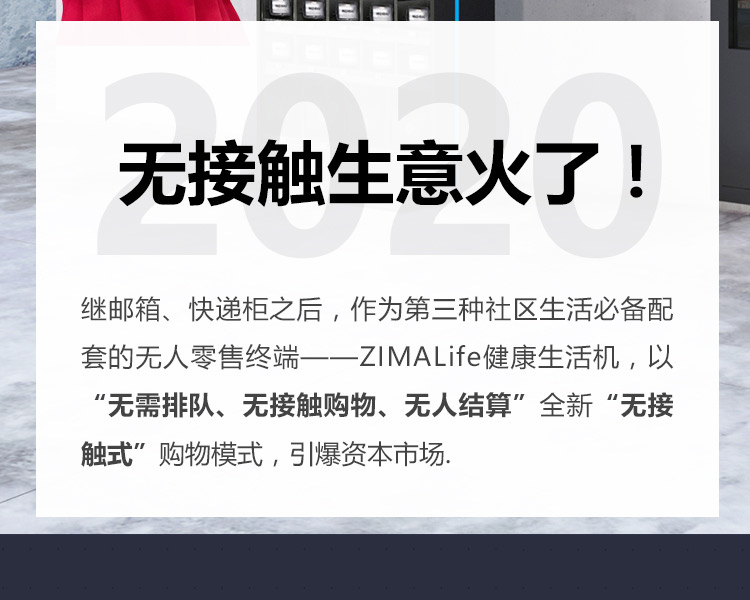 2020
无接触生意火了！
继邮箱、快递柜之后，作为第三种社区生活必备配
套的无人零售终端——ZIMALife健康生活机，以
“无需排队、无接触购物、无人结算”全新“无接
触式”购物模式，引爆资本市场.